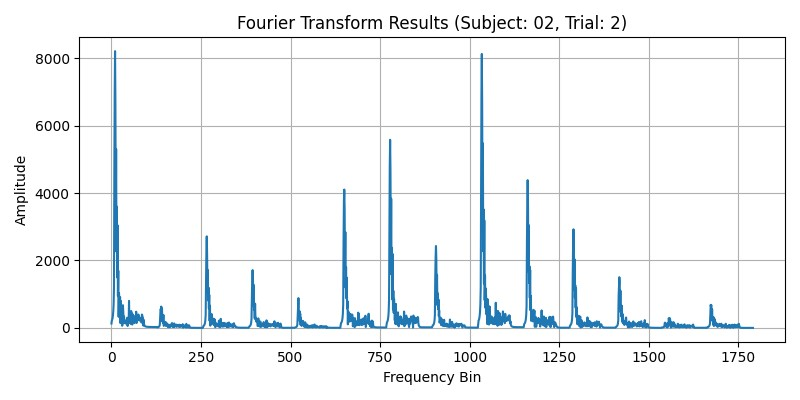 Fourier Transform Results (Subject: 02, Trial: 2)
8000
6000
4000
2000
0
Amplitude
0 250 500 750 1000 1250 1500 1750
Frequency Bin